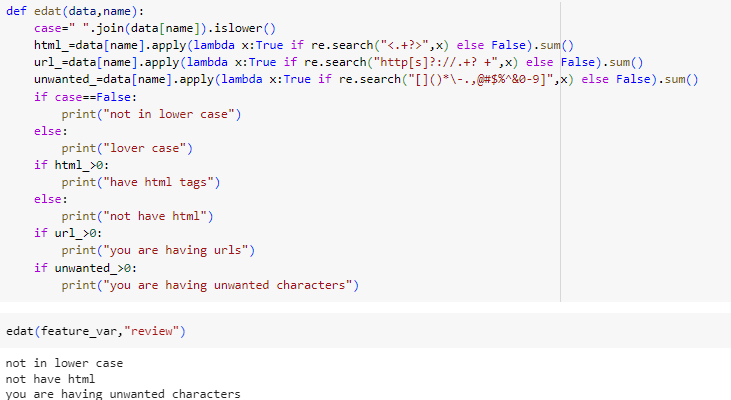 def edat(data,name):
    case=" ".join(data[name]).islower()
    html_=data[name].apply(lambda x:True if re.search("<.+?>",x) else False).sum()
    url_=data[name].apply(lambda x:True if re.search("http[s]?://.+? +",x) else False).sum()
    unwanted_=data[name].apply(lambda x:True if re.search("[]()*\-.,@#$%^&0-9]",x) else False).sum()
    if case==False:
        print("not in lower case")
    else:
        print("lover case")
    if html_>0:
        print("have html tags")
    else:
        print("not have html")
    if url_>0:
        print("you are having urls")
    if unwanted_>0:
        print("you are having unwanted characters")
edat(feature_var,"review")
not in lower case
not have html
you are having unwanted characters